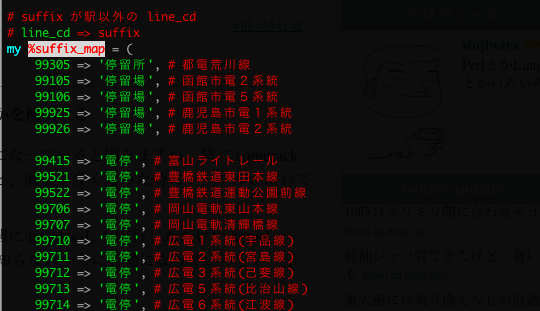 # suffix が駅以外の line_cd
# line_cd => suffix
my %suffix_map = (
99305 => '停留所', # 都電荒川線
99105 => '停留場', # 函館市電２系統
99106 => '停留場', # 函館市電５系統
99925 => '停留場', # 鹿児島市電１系統
99926 => '停留場', # 鹿児島市電２系統
99415 => '電停', # 富山ライトレール
99521 => '電停', # 豊橋鉄道東田本線
99522 => '電停', # 豊橋鉄道運動公園前線
99706 => '電停', # 岡山電軌東山本線
99707 => '電停', # 岡山電軌清輝橋線
99710 => '電停', # 広電１系統(宇品線)
99711 => '電停', # 広電２系統(宮島線)
99712 => '電停', # 広電３系統(己斐線)
99713 => '電停', # 広電５系統(比治山線)
99714 => '電停', # 広電６系統(江波線)
プロフィール